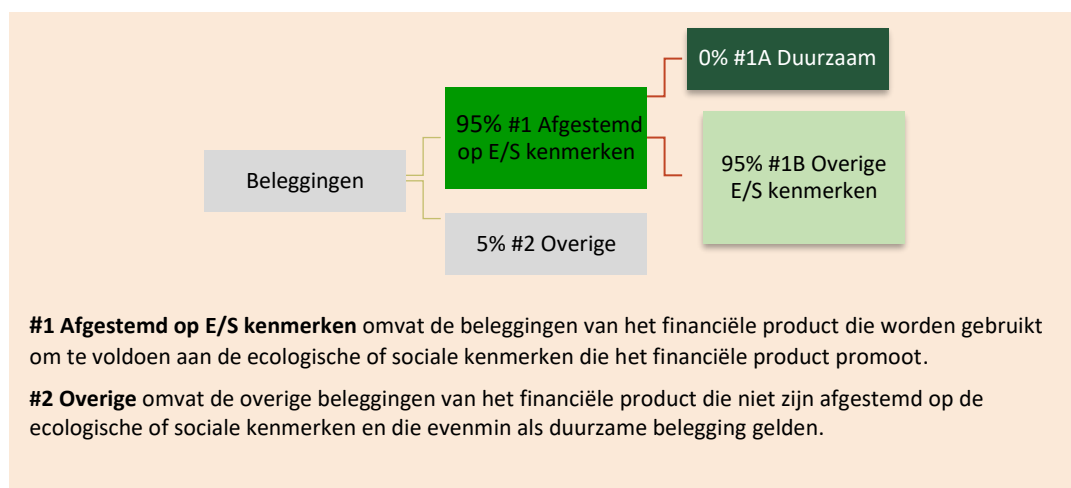 0% #1A Duurzaam
95% #1 Afgestemd
op E/S kenmerken
95% #1B Overige
E/S kenmerken
Beleggingen
5% #2 Overige
#1 Afgestemd op E/S kenmerken omvat de beleggingen van het financiële product die worden gebruikt
om te voldoen aan de ecologische of sociale kenmerken die het financiële product promoot.
#2 Overige omvat de overige beleggingen van het financiële product die niet zijn afgestemd op de
ecologische of sociale kenmerken en die evenmin als duurzame belegging gelden.